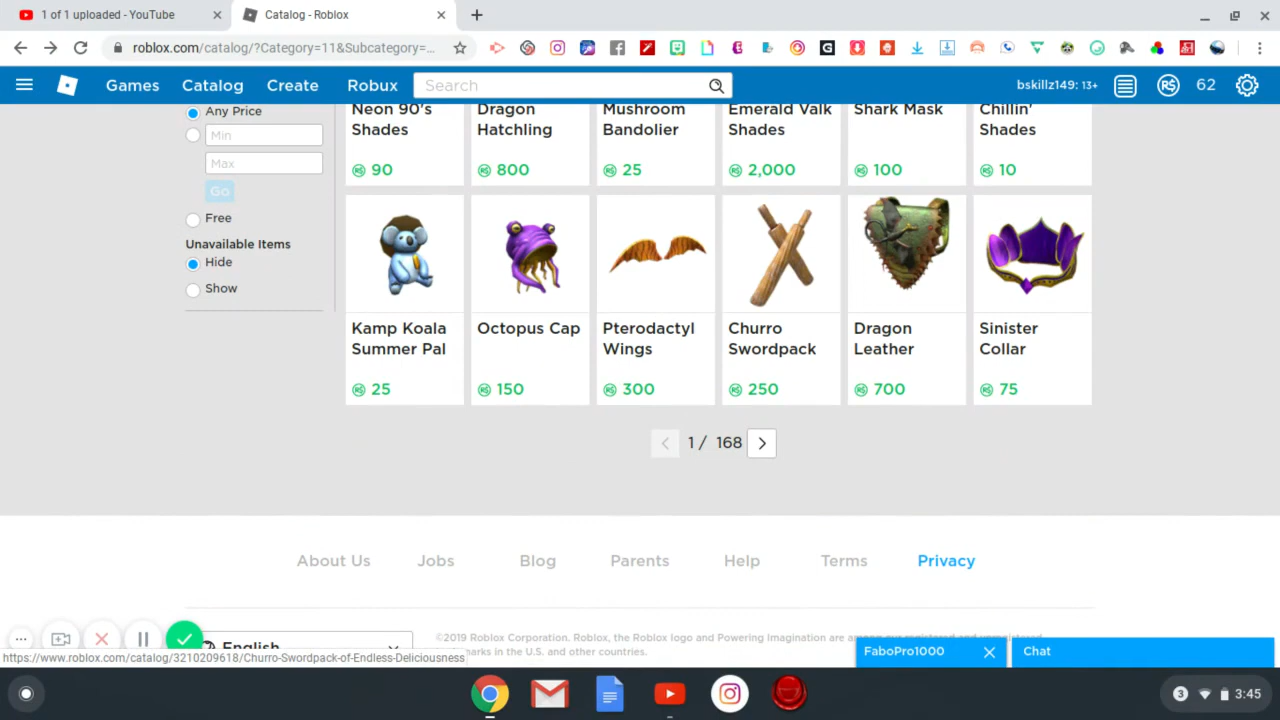 1 of 1 uploaded - YouTube
Catalog - Roblox
roblox.com/catalog/?Category=11&Subcategory=...
Games
Catalog
Create
Robux
Search
bskillz149: 13+
62
Any Price
Min
Max
Go
Free
Unavailable Items
Hide
Show
Neon 90's
Shades
90
Dragon
Hatchling
800
Mushroom
Bandolier
25
Emerald Valk
Shades
2,000
Shark Mask
100
Chillin'
Shades
10
Kamp Koala
Summer Pal
25
Octopus Cap
150
Pterodactyl
Wings
300
Churro
Swordpack
250
Dragon
Leather
700
Sinister
Collar
75
1 / 168
About Us
Jobs
Blog
Parents
Help
Terms
Privacy
English
©2019 Roblox Corporation. Roblox, the Roblox logo and Powering Imagination are among our registered and unregistered
marks in the U.S. and other countries.
https://www.roblox.com/catalog/3210209618/Churro-Swordpack-of-Endless-Deliciousness
FaboPro1000
Chat
3
3:45